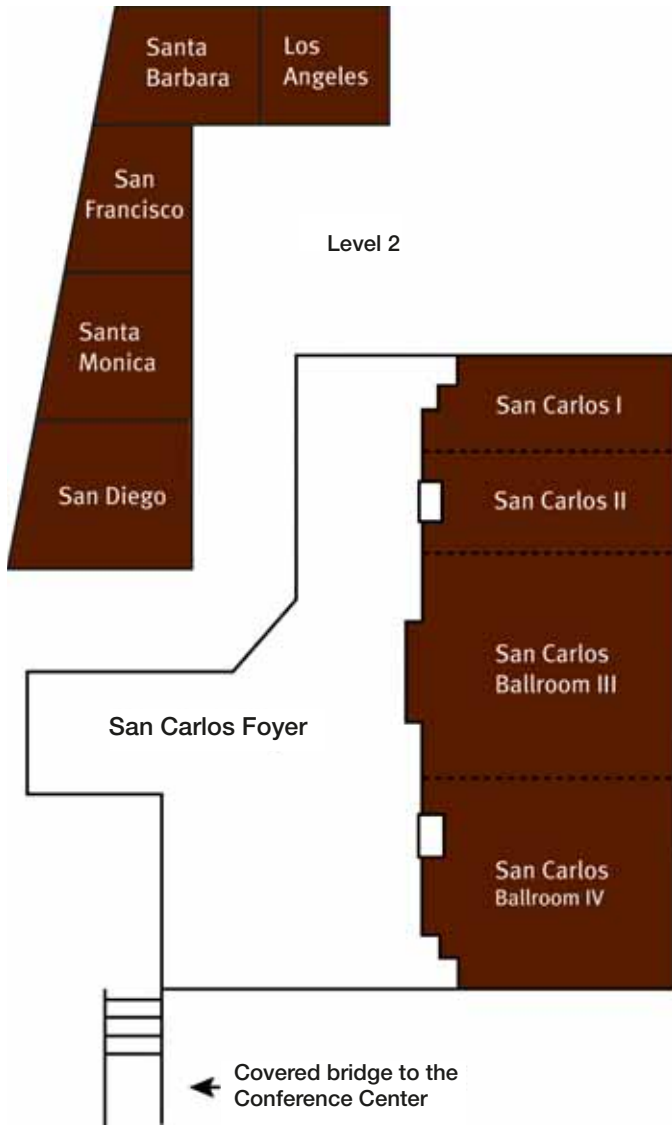 Santa
Barbara
Los
Angeles
San
Francisco
Level 2
Santa
Monica
San Carlos I
San Diego
San Carlos II
San Carlos
Ballroom III
San Carlos Foyer
San Carlos
Ballroom IV
Covered bridge to the
Conference Center